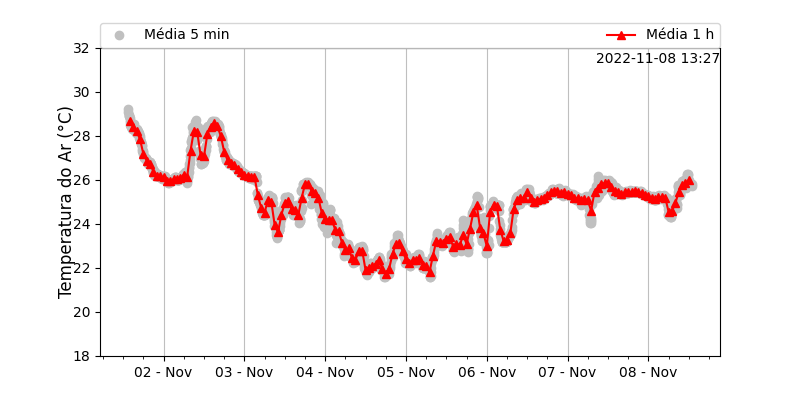 Média 5 min
Média 1 h
2022-11-08 13:27
Temperatura do Ar (°C)
32
30
28
26
24
22
20
18
02 - Nov
03 - Nov
04 - Nov
05 - Nov
06 - Nov
07 - Nov
08 - Nov